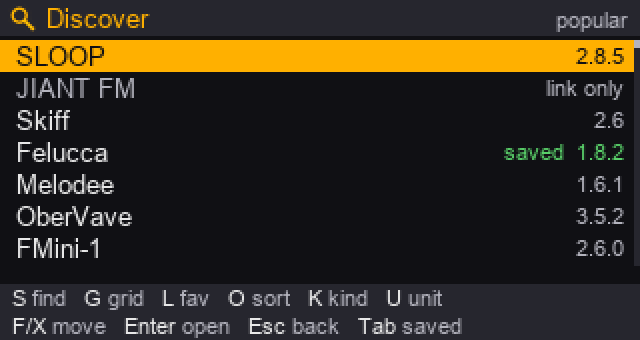 Discover popular
SLOOP 2.8.5
JIANT FM link only
Skiff 2.6
Felucca saved 1.8.2
Melodee 1.6.1
OberVave 3.5.2
FMini-1 2.6.0
S find G grid L fav O sort K kind U unit
F/X move Enter open Esc back Tab saved